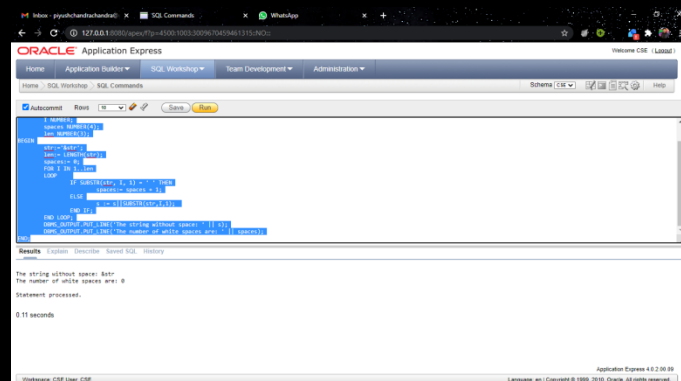 Inbox - piyushchandrachandra@
SQL Commands
WhatsApp
127.0.0.1:8080/apex/f?p=4500:1003:3009670459461315::NO::
ORACLE Application Express
Welcome CSE (Logout)
Home Application Builder SQL Workshop Team Development Administration
Home > SQL Workshop > SQL Commands
Schema CSE Help
Autocommit Rows 10 Save Run
I NUMBER;
spaces NUMBER(4);
len NUMBER(3);
BEGIN
str:='&str';
len:= LENGTH(str);
spaces:= 0;
FOR I IN 1..len
LOOP
IF SUBSTR(str, I, 1) = ' ' THEN
spaces:= spaces + 1;
ELSE
s := s||SUBSTR(str,I,1);
END IF;
END LOOP;
DBMS_OUTPUT.PUT_LINE('The string without space: ' || s);
DBMS_OUTPUT.PUT_LINE('The number of white spaces are: ' || spaces);
END;
Results Explain Describe Saved SQL History
The string without space: &str
The number of white spaces are: 0
Statement processed.
0.11 seconds
Application Express 4.0.2.00.09
Workspace: CSE User: CSE
Language: en | Copyright © 1999, 2010, Oracle. All rights reserved.